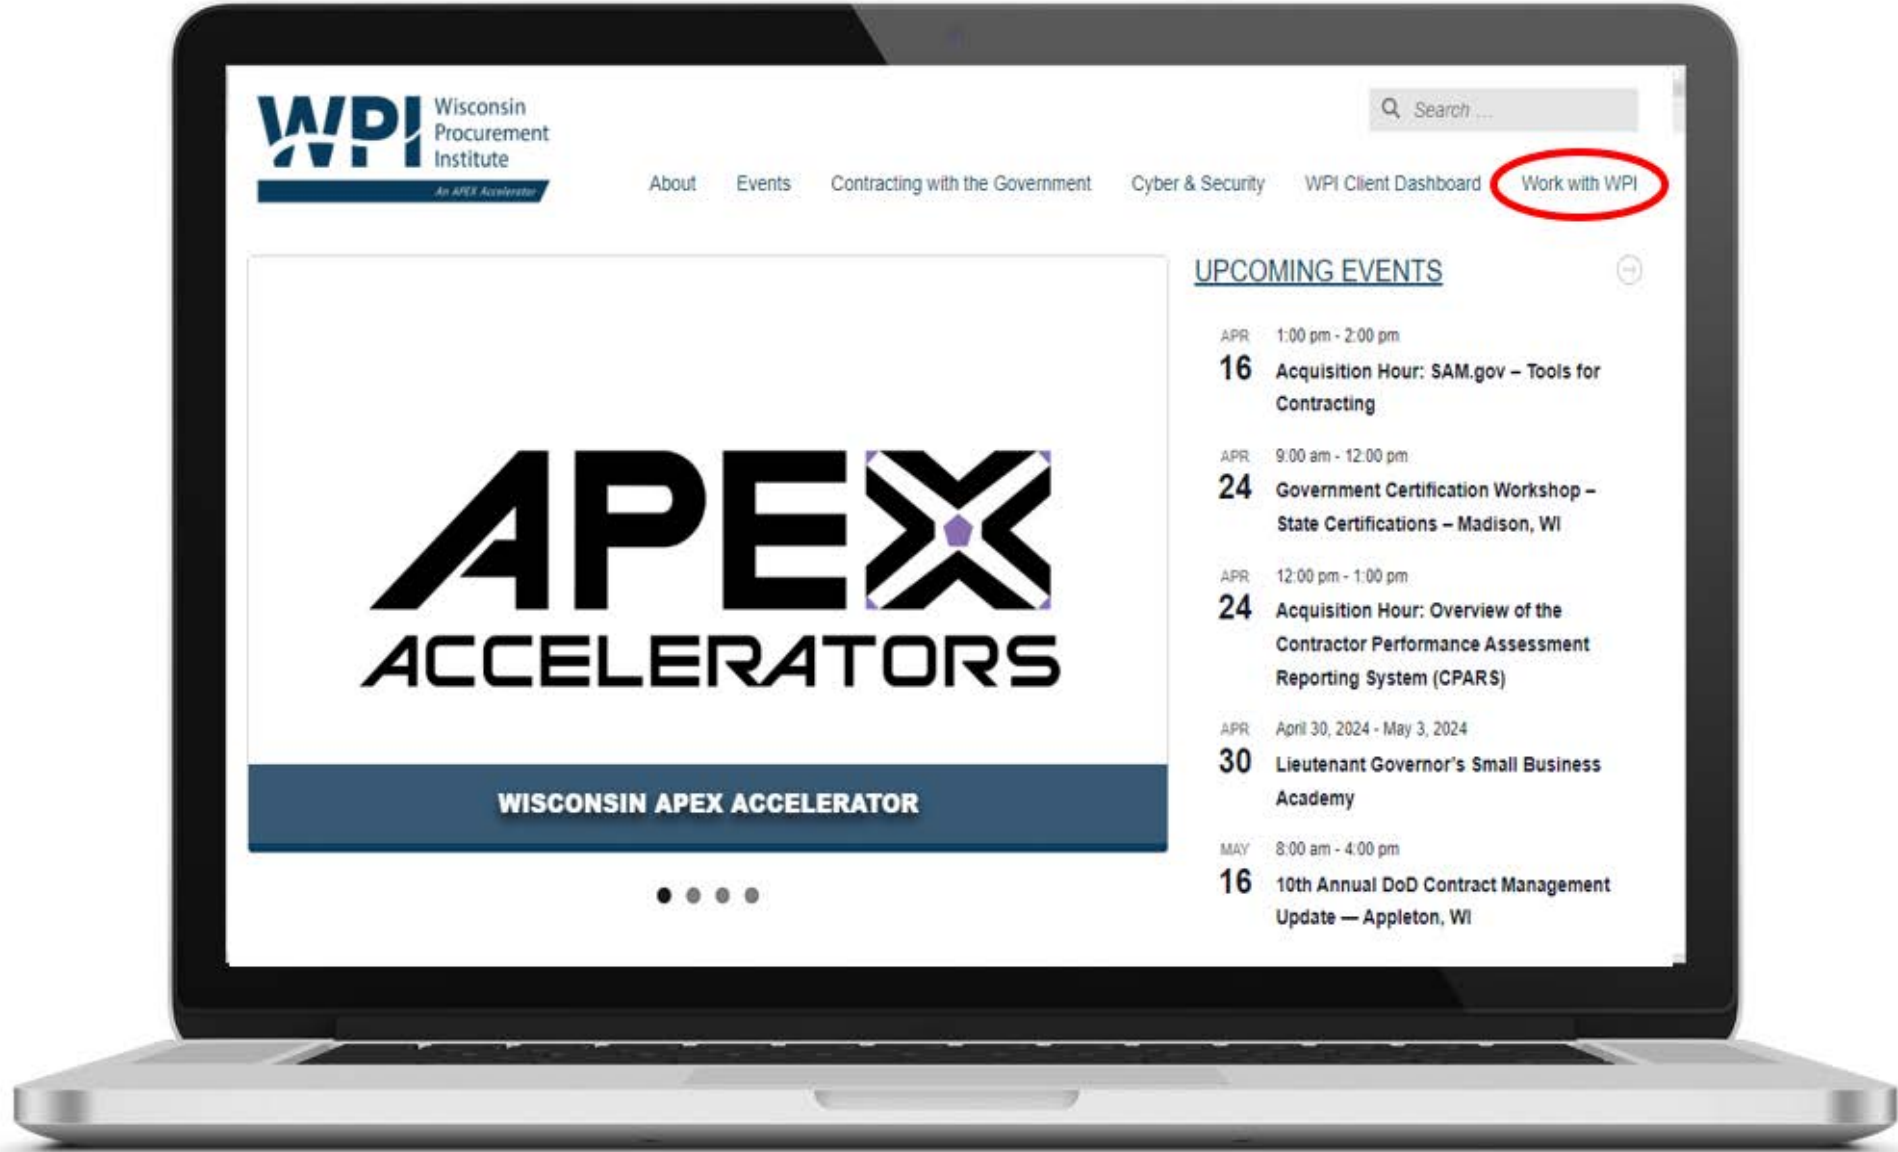 WPI
Wisconsin
Procurement
Institute
An APEX Accelerator
Search ...
About Events Contracting with the Government Cyber & Security WPI Client Dashboard Work with WPI
APEX
ACCELERATORS
WISCONSIN APEX ACCELERATOR
UPCOMING EVENTS
APR 1:00 pm - 2:00 pm
16 Acquisition Hour: SAM.gov – Tools for
Contracting
APR 9:00 am - 12:00 pm
24 Government Certification Workshop –
State Certifications – Madison, WI
APR 12:00 pm - 1:00 pm
24 Acquisition Hour: Overview of the
Contractor Performance Assessment
Reporting System (CPARS)
APR April 30, 2024 - May 3, 2024
30 Lieutenant Governor's Small Business
Academy
MAY 8:00 am - 4:00 pm
16 10th Annual DoD Contract Management
Update — Appleton, WI